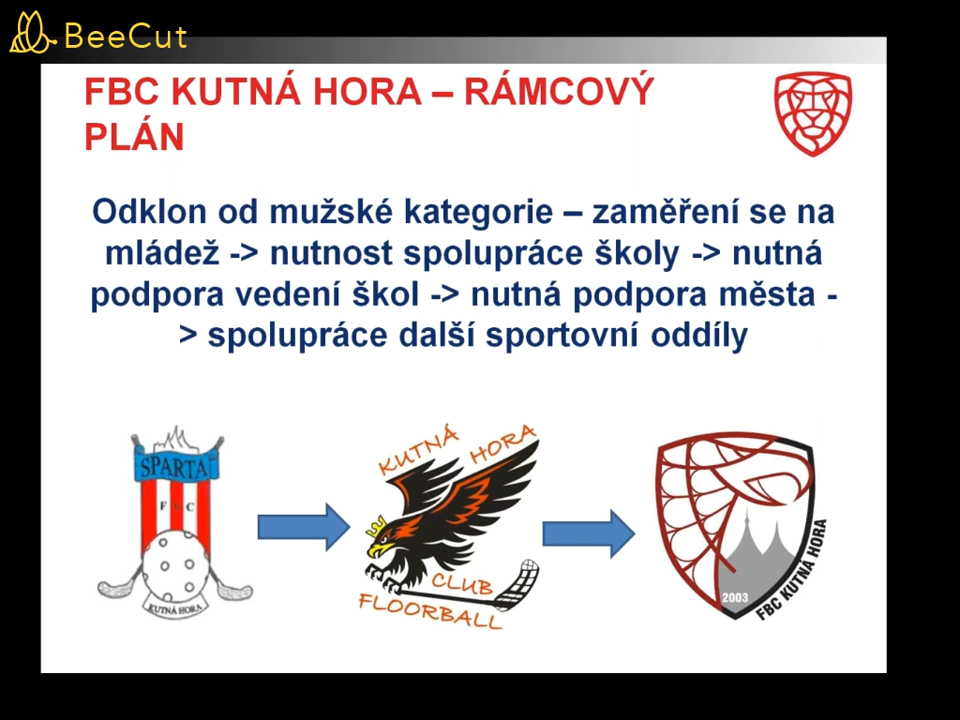 BeeCut
FBC KUTNÁ HORA – RÁMCOVÝ
PLÁN
Odklon od mužské kategorie – zaměření se na
mládež -> nutnost spolupráce školy -> nutná
podpora vedení škol -> nutná podpora města -
> spolupráce další sportovní oddíly
SPARTA
F B C
KUTNÁ HORA
KUTNÁ HORA
CLUB
FLOORBALL
2003
FBC KUTNÁ HORA